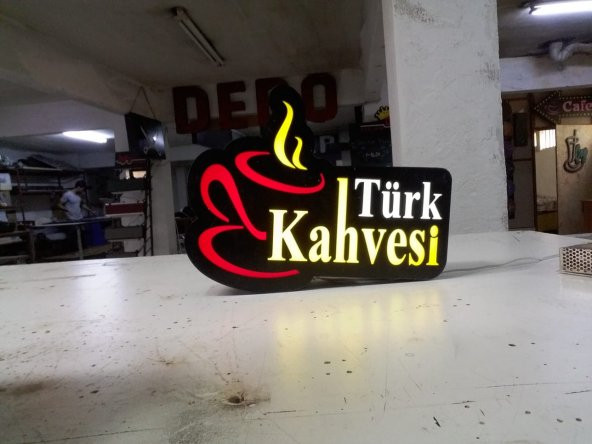 DEDO
Cafe
Türk
Kahvesi